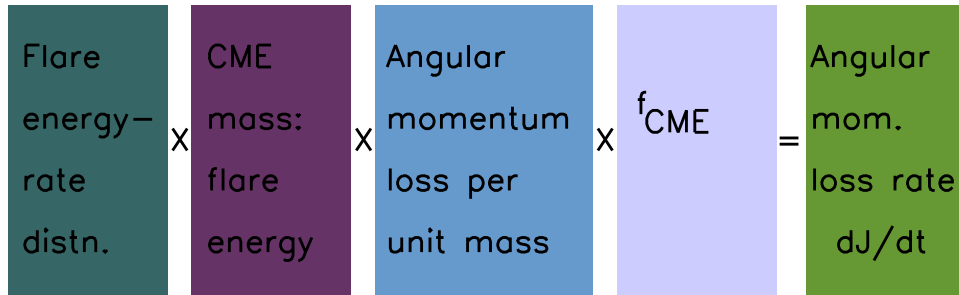 Flare
energy-
rate
distn.
X
CME
mass:
flare
energy
X
Angular
momentum
loss per
unit mass
X
fCME
=
Angular
mom.
loss rate
dJ/dt